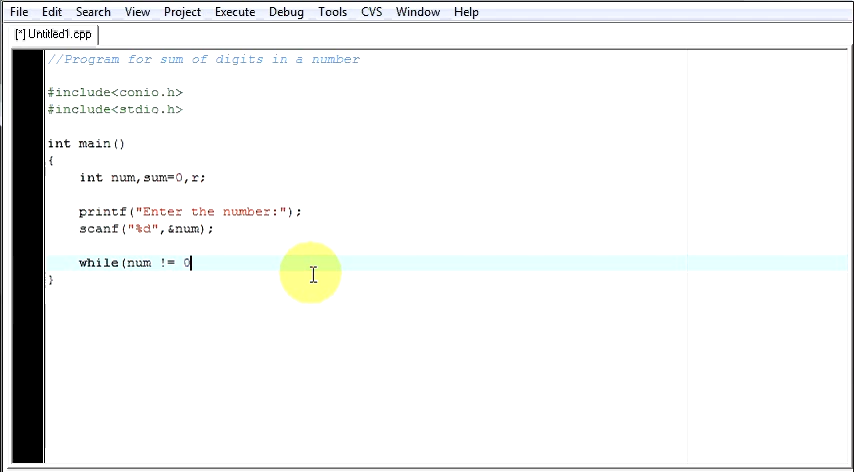 File Edit Search View Project Execute Debug Tools CVS Window Help
[*] Untitled1.cpp
//Program for sum of digits in a number
#include<conio.h>
#include<stdio.h>
int main()
{
int num,sum=0,r;
printf("Enter the number:");
scanf("%d",&num);
while(num != 0
}